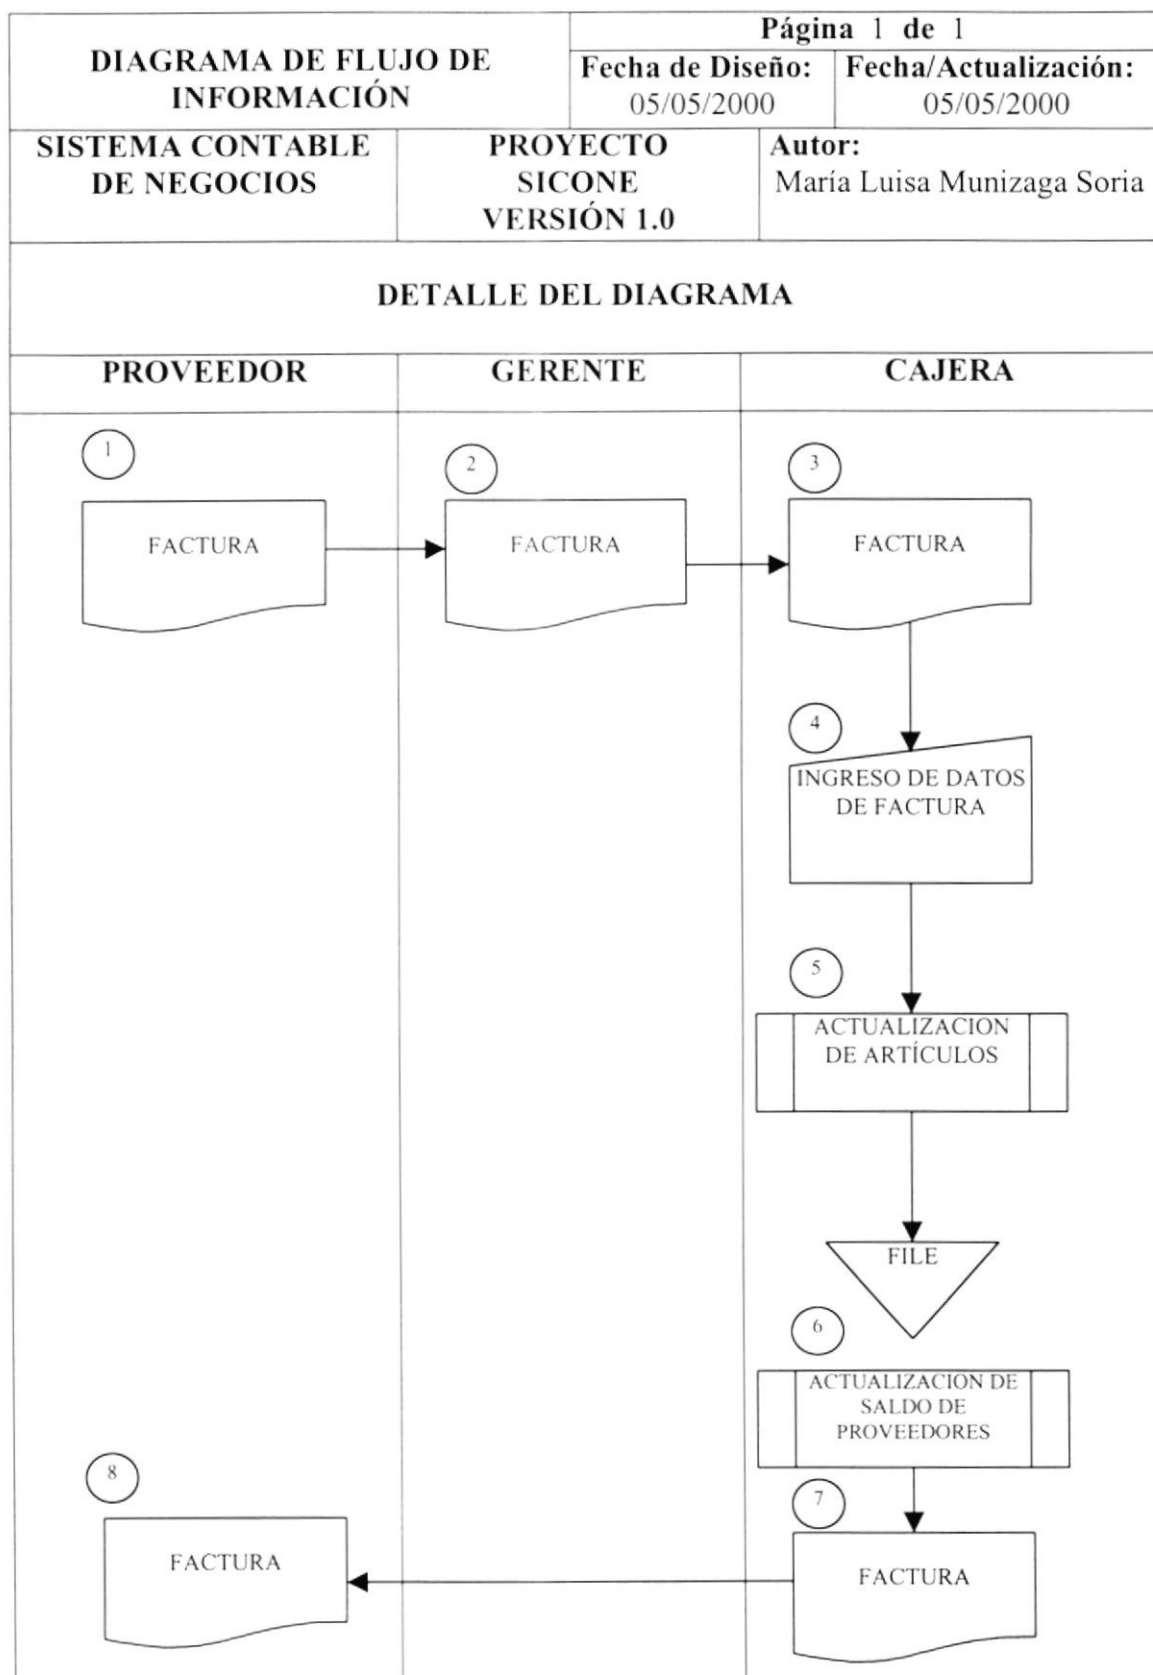 DIAGRAMA DE FLUJO DE
INFORMACIÓN
Página 1 de 1
Fecha de Diseño:
05/05/2000
Fecha/Actualización:
05/05/2000
SISTEMA CONTABLE
DE NEGOCIOS
PROYECTO
SICONE
VERSIÓN 1.0
Autor:
María Luisa Munizaga Soria
DETALLE DEL DIAGRAMA
PROVEEDOR
GERENTE
CAJERA
1
FACTURA
2
FACTURA
3
FACTURA
4
INGRESO DE DATOS
DE FACTURA
5
ACTUALIZACION
DE ARTÍCULOS
FILE
6
ACTUALIZACION DE
SALDO DE
PROVEEDORES
7
FACTURA
8
FACTURA